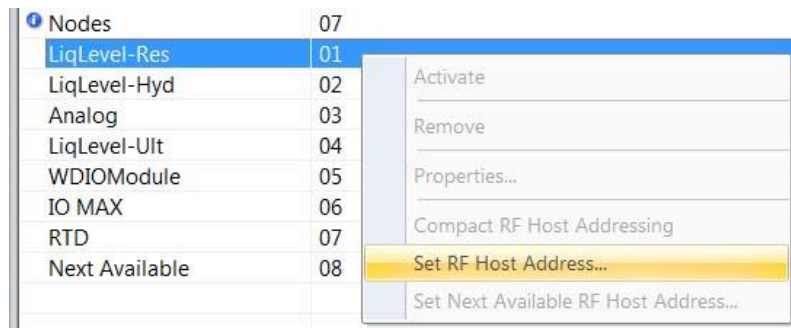 Nodes 07
LiqLevel-Res 01
LiqLevel-Hyd 02
Analog 03
LiqLevel-Ult 04
WDIOModule 05
IO MAX 06
RTD 07
Next Available 08
Activate
Remove
Properties...
Compact RF Host Addressing
Set RF Host Address...
Set Next Available RF Host Address...